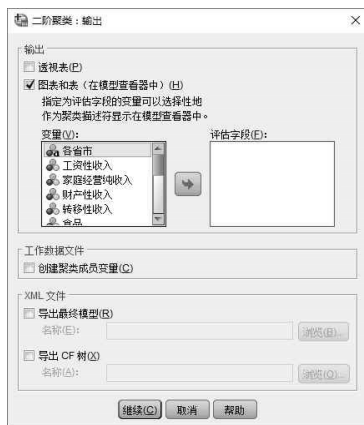 二阶聚类：输出
输出
透视表(P)
图表和表（在模型查看器中）(H)
指定为评估字段的变量可以选择性地
作为聚类描述符显示在模型查看器中。
变量(V)：
评估字段(F)：
各省市
工资性收入
家庭经营纯收入
财产性收入
转移性收入
食品
工作数据文件
创建聚类成员变量(C)
XML 文件
导出最终模型(R)
名称(E)：
浏览(B)...
导出 CF 树(X)
名称(A)：
浏览(O)...
继续(C)
取消
帮助